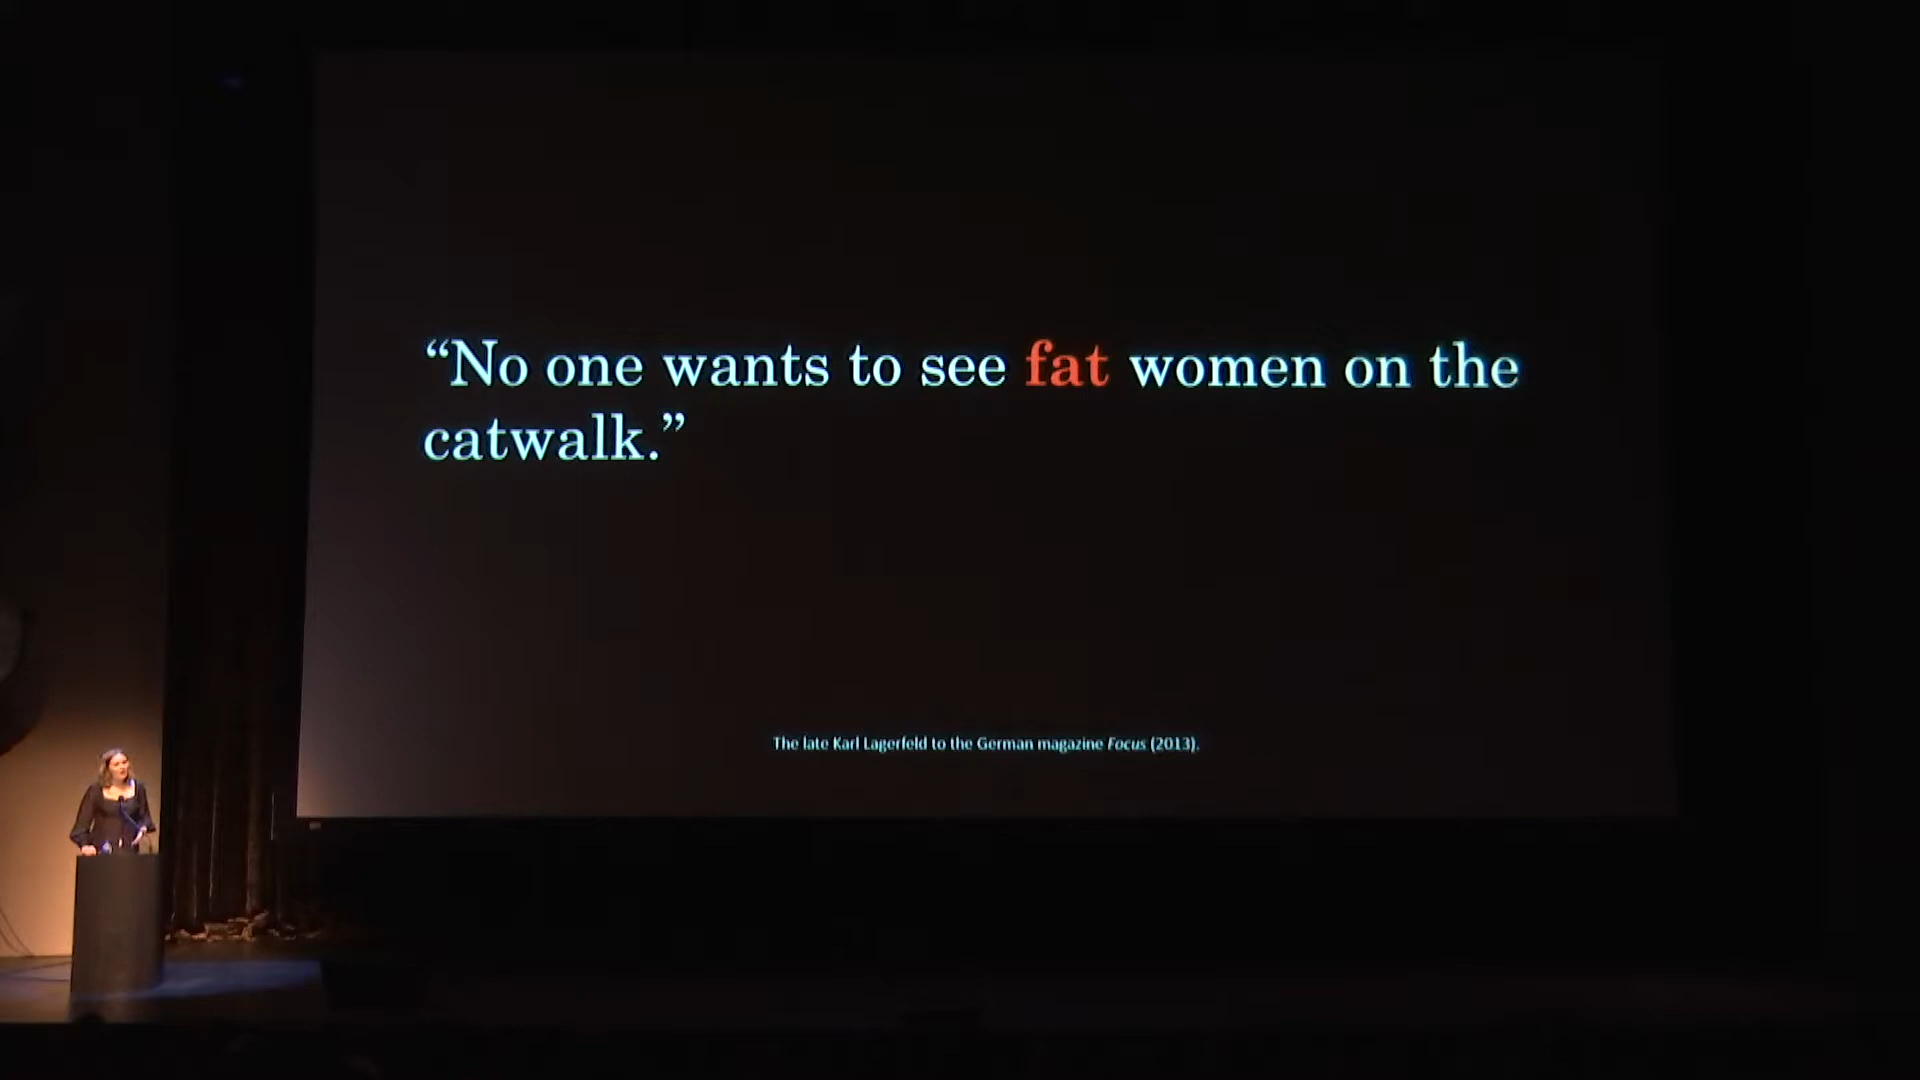 “No one wants to see fat women on the
catwalk.”
The late Karl Lagerfeld to the German magazine Focus (2013).